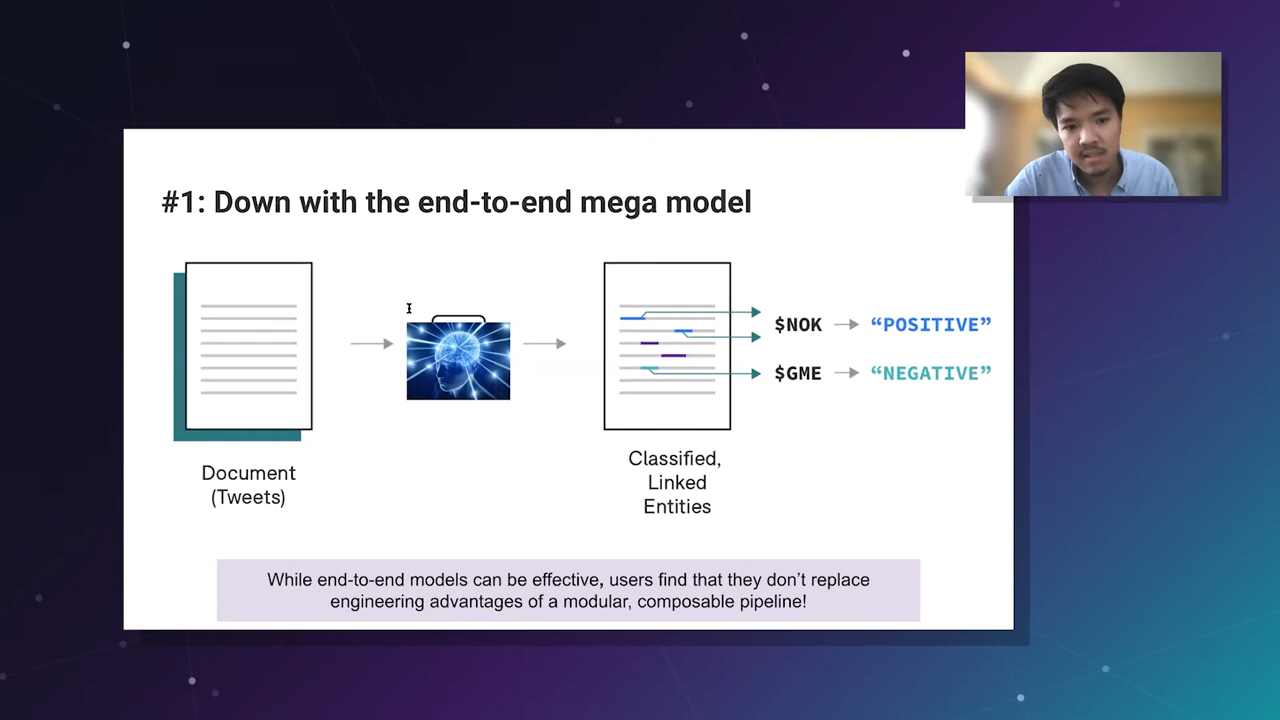 #1: Down with the end-to-end mega model
$NOK
“POSITIVE”
$GME
“NEGATIVE”
Document
(Tweets)
Classified,
Linked
Entities
While end-to-end models can be effective, users find that they don’t replace
engineering advantages of a modular, composable pipeline!